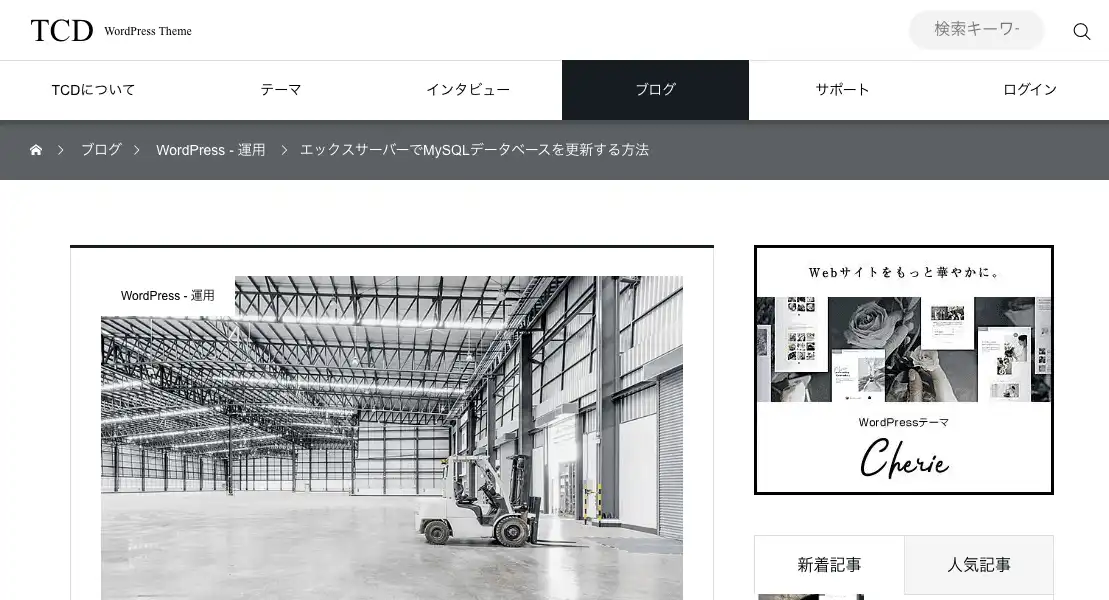 TCD WordPress Theme
検索キーワ
TCDについて
テーマ
インタビュー
ブログ
サポート
ログイン
ブログ
WordPress - 運用
エックスサーバーでMySQLデータベースを更新する方法
WordPress - 運用
Webサイトをもっと華やかに。
WordPressテーマ
Cherie
新着記事
人気記事